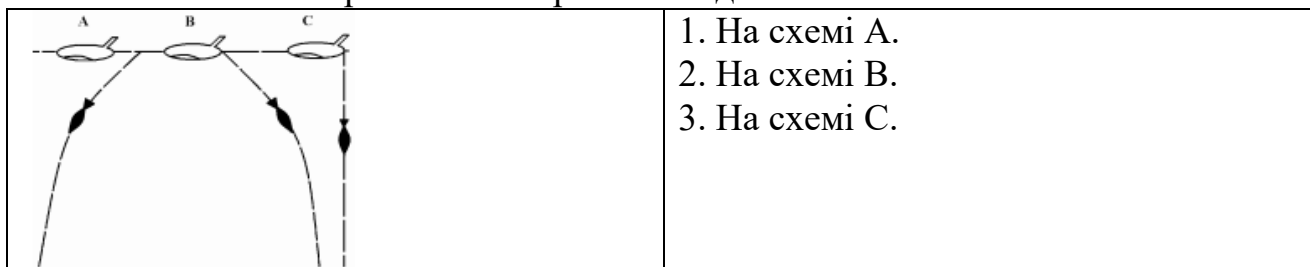 A B C
1. На схемі А.
2. На схемі В.
3. На схемі С.